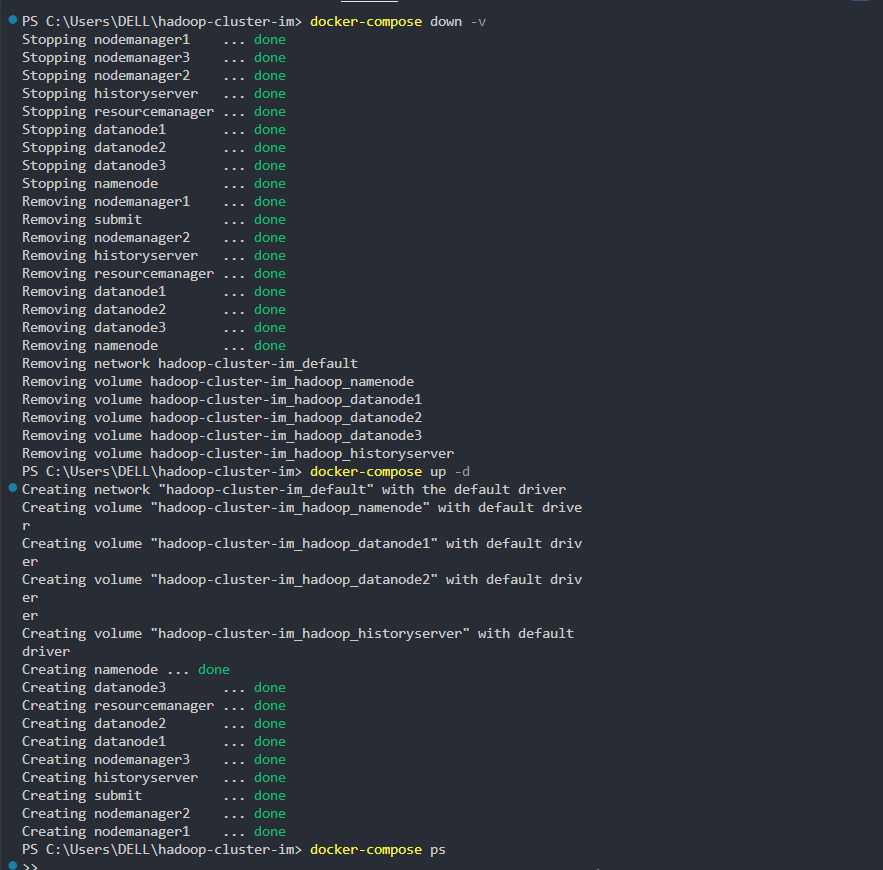 PS C:\Users\DELL\hadoop-cluster-im> docker-compose down -v
Stopping nodemanager1    ... done
Stopping nodemanager3    ... done
Stopping nodemanager2    ... done
Stopping historyserver   ... done
Stopping resourcemanager ... done
Stopping datanode1       ... done
Stopping datanode2       ... done
Stopping datanode3       ... done
Stopping namenode        ... done
Removing nodemanager1    ... done
Removing submit          ... done
Removing nodemanager2    ... done
Removing historyserver   ... done
Removing resourcemanager ... done
Removing datanode1       ... done
Removing datanode2       ... done
Removing datanode3       ... done
Removing namenode        ... done
Removing network hadoop-cluster-im_default
Removing volume hadoop-cluster-im_hadoop_namenode
Removing volume hadoop-cluster-im_hadoop_datanode1
Removing volume hadoop-cluster-im_hadoop_datanode2
Removing volume hadoop-cluster-im_hadoop_datanode3
Removing volume hadoop-cluster-im_hadoop_historyserver
PS C:\Users\DELL\hadoop-cluster-im> docker-compose up -d
Creating network "hadoop-cluster-im_default" with the default driver
Creating volume "hadoop-cluster-im_hadoop_namenode" with default drive
r
Creating volume "hadoop-cluster-im_hadoop_datanode1" with default driv
er
Creating volume "hadoop-cluster-im_hadoop_datanode2" with default driv
er
er
Creating volume "hadoop-cluster-im_hadoop_historyserver" with default
driver
Creating namenode ... done
Creating datanode3       ... done
Creating resourcemanager ... done
Creating datanode2       ... done
Creating datanode1       ... done
Creating nodemanager3    ... done
Creating historyserver   ... done
Creating submit          ... done
Creating nodemanager2    ... done
Creating nodemanager1    ... done
PS C:\Users\DELL\hadoop-cluster-im> docker-compose ps
>>